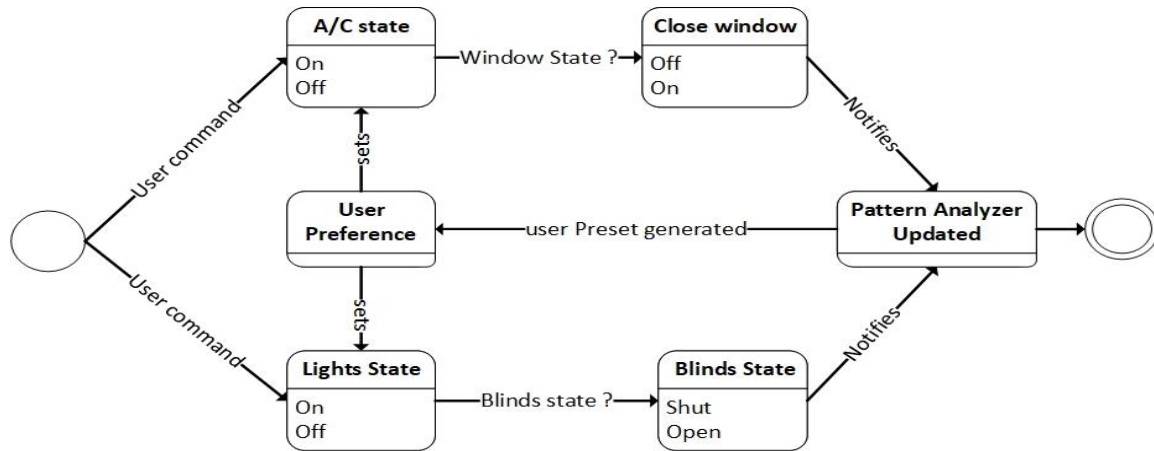 A/C state
On
Off
Window State ?
Close window
Off
On
User command
sets
Notifies
User
Preference
user Preset generated
Pattern Analyzer
Updated
User command
sets
Notifies
Lights State
On
Off
Blinds state ?
Blinds State
Shut
Open